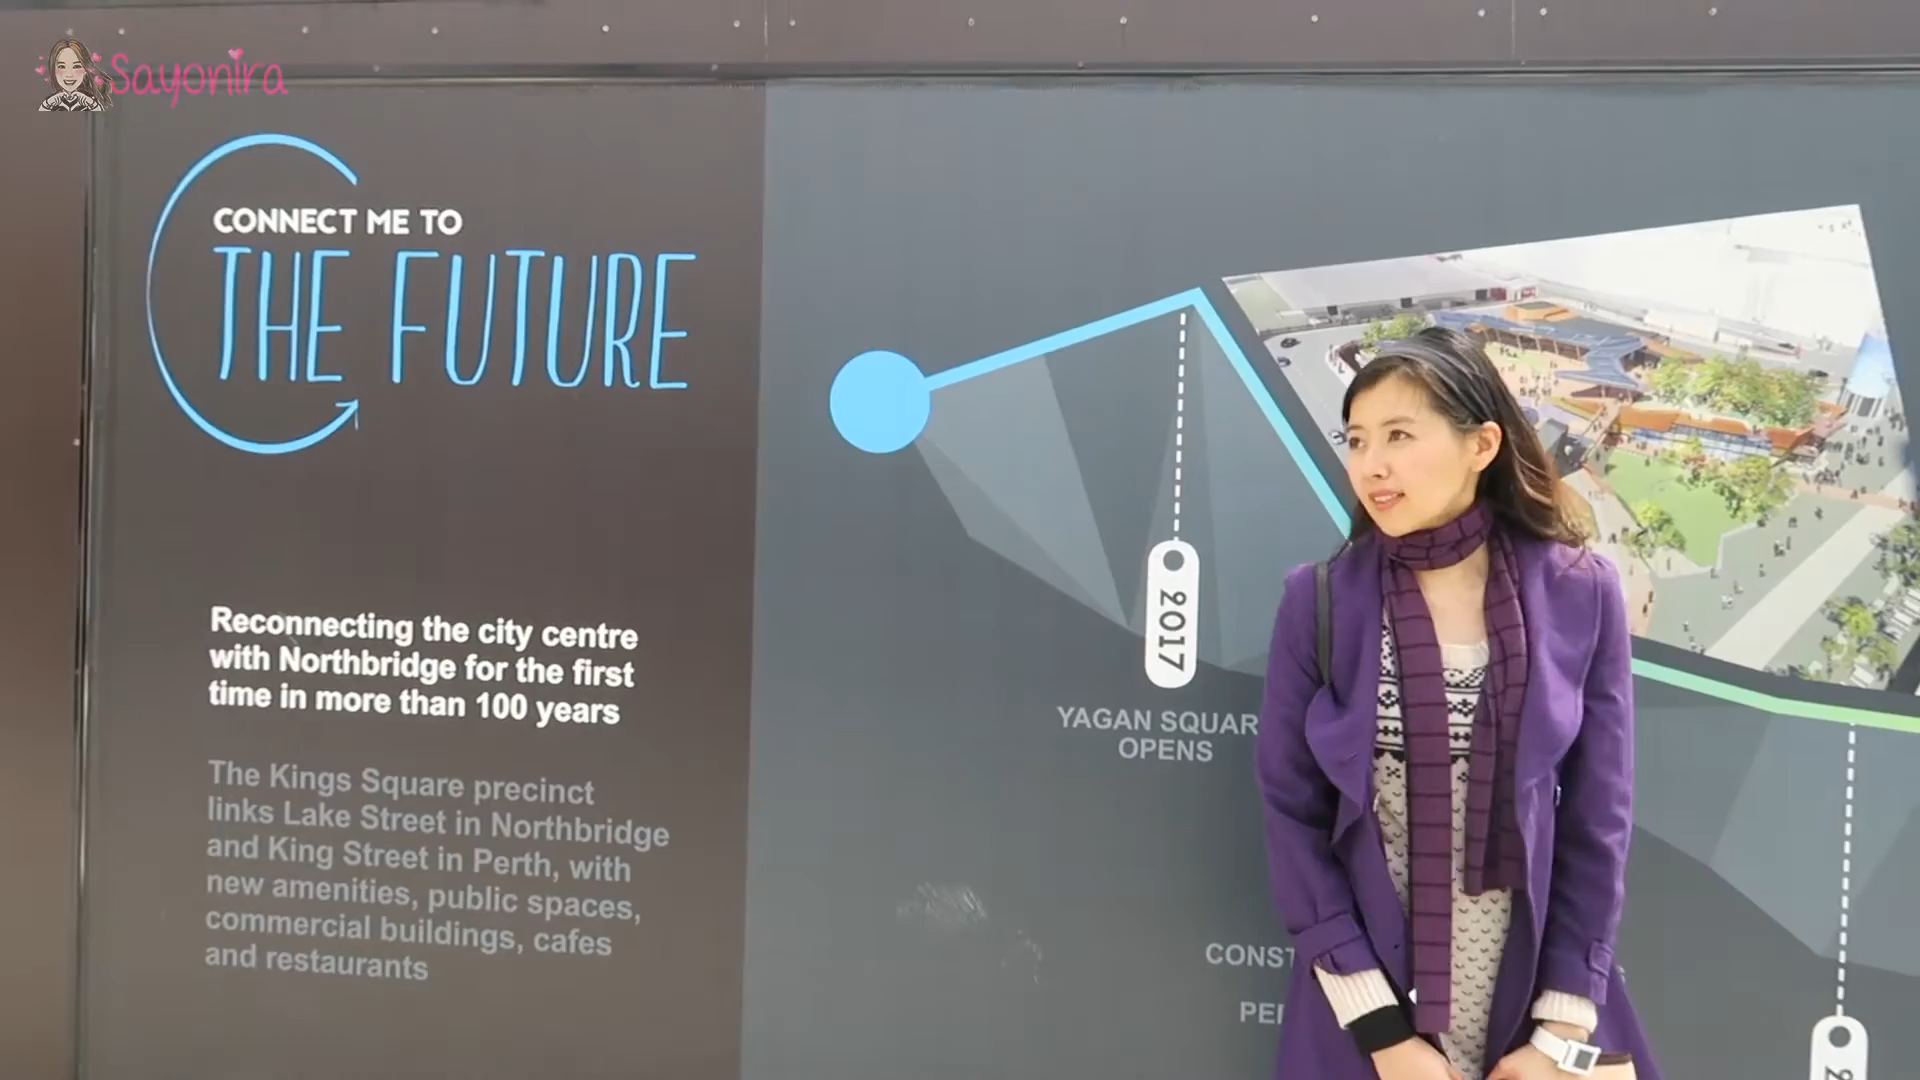 Sayonira
CONNECT ME TO
THE FUTURE
Reconnecting the city centre
with Northbridge for the first
time in more than 100 years
The Kings Square precinct
links Lake Street in Northbridge
and King Street in Perth, with
new amenities, public spaces,
commercial buildings, cafes
and restaurants
2017
YAGAN SQUAR
OPENS
CONST
PE
2